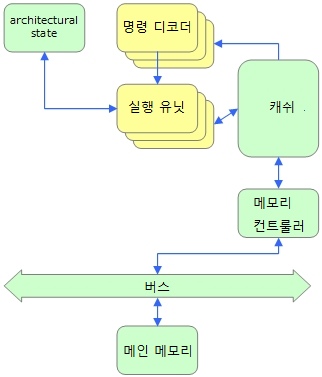 architectural
state
명령 디코더
실행 유닛
캐쉬 .
메모리
컨트룰러
버스
메인 메모리